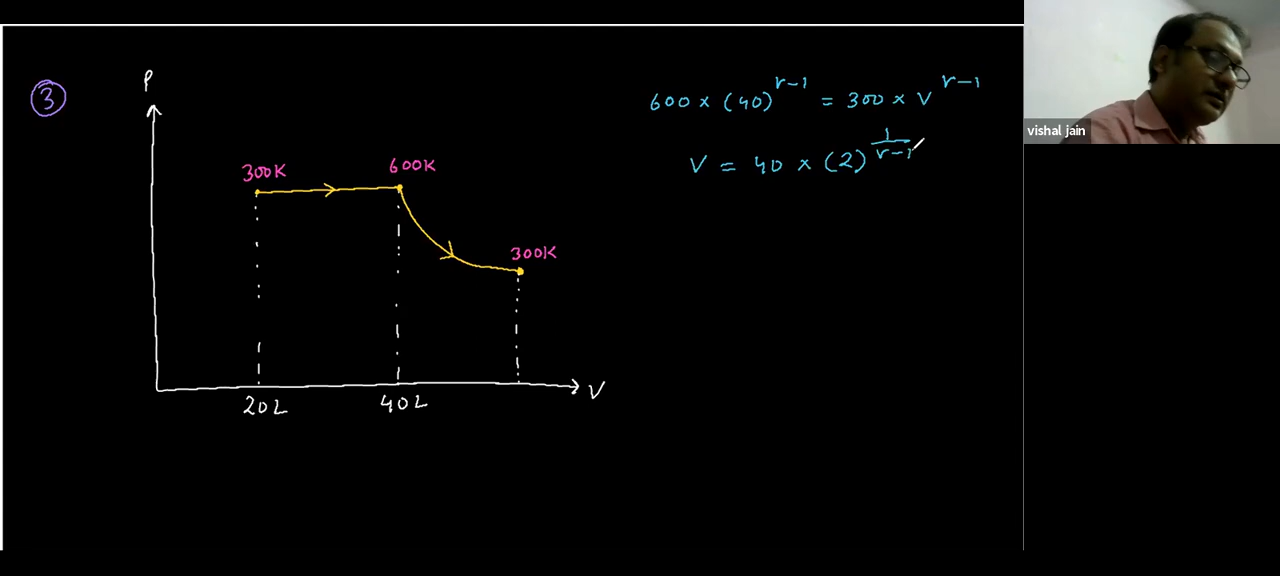 ③
P
300K
600K
300K
20L
40L
V
600 × (40)^{r-1} = 300 × V^{r-1}
V = 40 × (2)^{1/r-1}
vishal jain